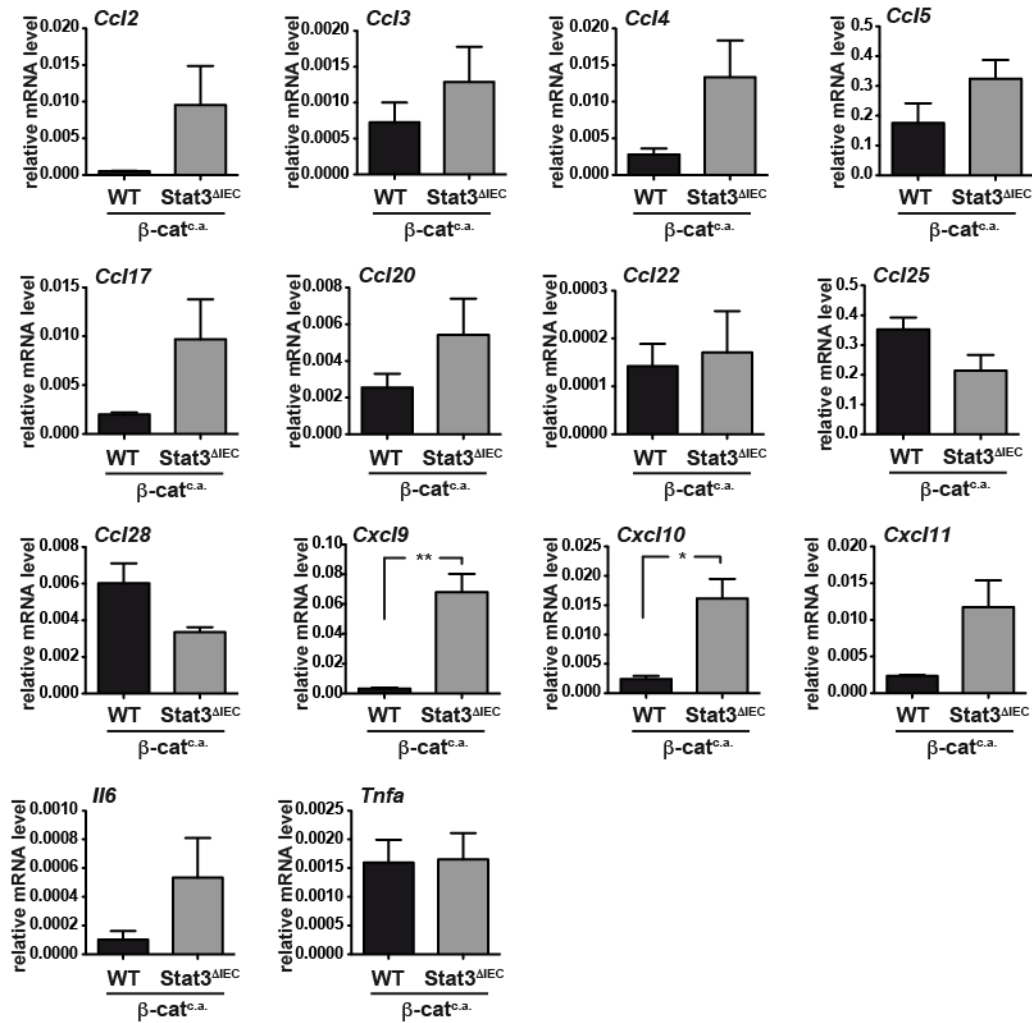 Ccl2
relative mRNA level
0.020
0.015
0.010
0.005
0.000
WT Stat3ΔIEC
β-catc.a.
Ccl3
relative mRNA level
0.0020
0.0015
0.0010
0.0005
0.0000
WT Stat3ΔIEC
β-catc.a.
Ccl4
relative mRNA level
0.020
0.015
0.010
0.005
0.000
WT Stat3ΔIEC
β-catc.a.
Ccl5
relative mRNA level
0.5
0.4
0.3
0.2
0.1
0.0
WT Stat3ΔIEC
β-catc.a.
Ccl17
relative mRNA level
0.015
0.010
0.005
0.000
WT Stat3ΔIEC
β-catc.a.
Ccl20
relative mRNA level
0.008
0.006
0.004
0.002
0.000
WT Stat3ΔIEC
β-catc.a.
Ccl22
relative mRNA level
0.0003
0.0002
0.0001
0.0000
WT Stat3ΔIEC
β-catc.a.
Ccl25
relative mRNA level
0.5
0.4
0.3
0.2
0.1
0.0
WT Stat3ΔIEC
β-catc.a.
Ccl28
relative mRNA level
0.008
0.006
0.004
0.002
0.000
WT Stat3ΔIEC
β-catc.a.
Cxcl9
relative mRNA level
0.10
0.08
0.06
0.04
0.02
0.00
**
WT Stat3ΔIEC
β-catc.a.
Cxcl10
relative mRNA level
0.025
0.020
0.015
0.010
0.005
0.000
*
WT Stat3ΔIEC
β-catc.a.
Cxcl11
relative mRNA level
0.020
0.015
0.010
0.005
0.000
WT Stat3ΔIEC
β-catc.a.
Il6
relative mRNA level
0.0010
0.0008
0.0006
0.0004
0.0002
0.0000
WT Stat3ΔIEC
β-catc.a.
Tnfa
relative mRNA level
0.0025
0.0020
0.0015
0.0010
0.0005
0.0000
WT Stat3ΔIEC
β-catc.a.